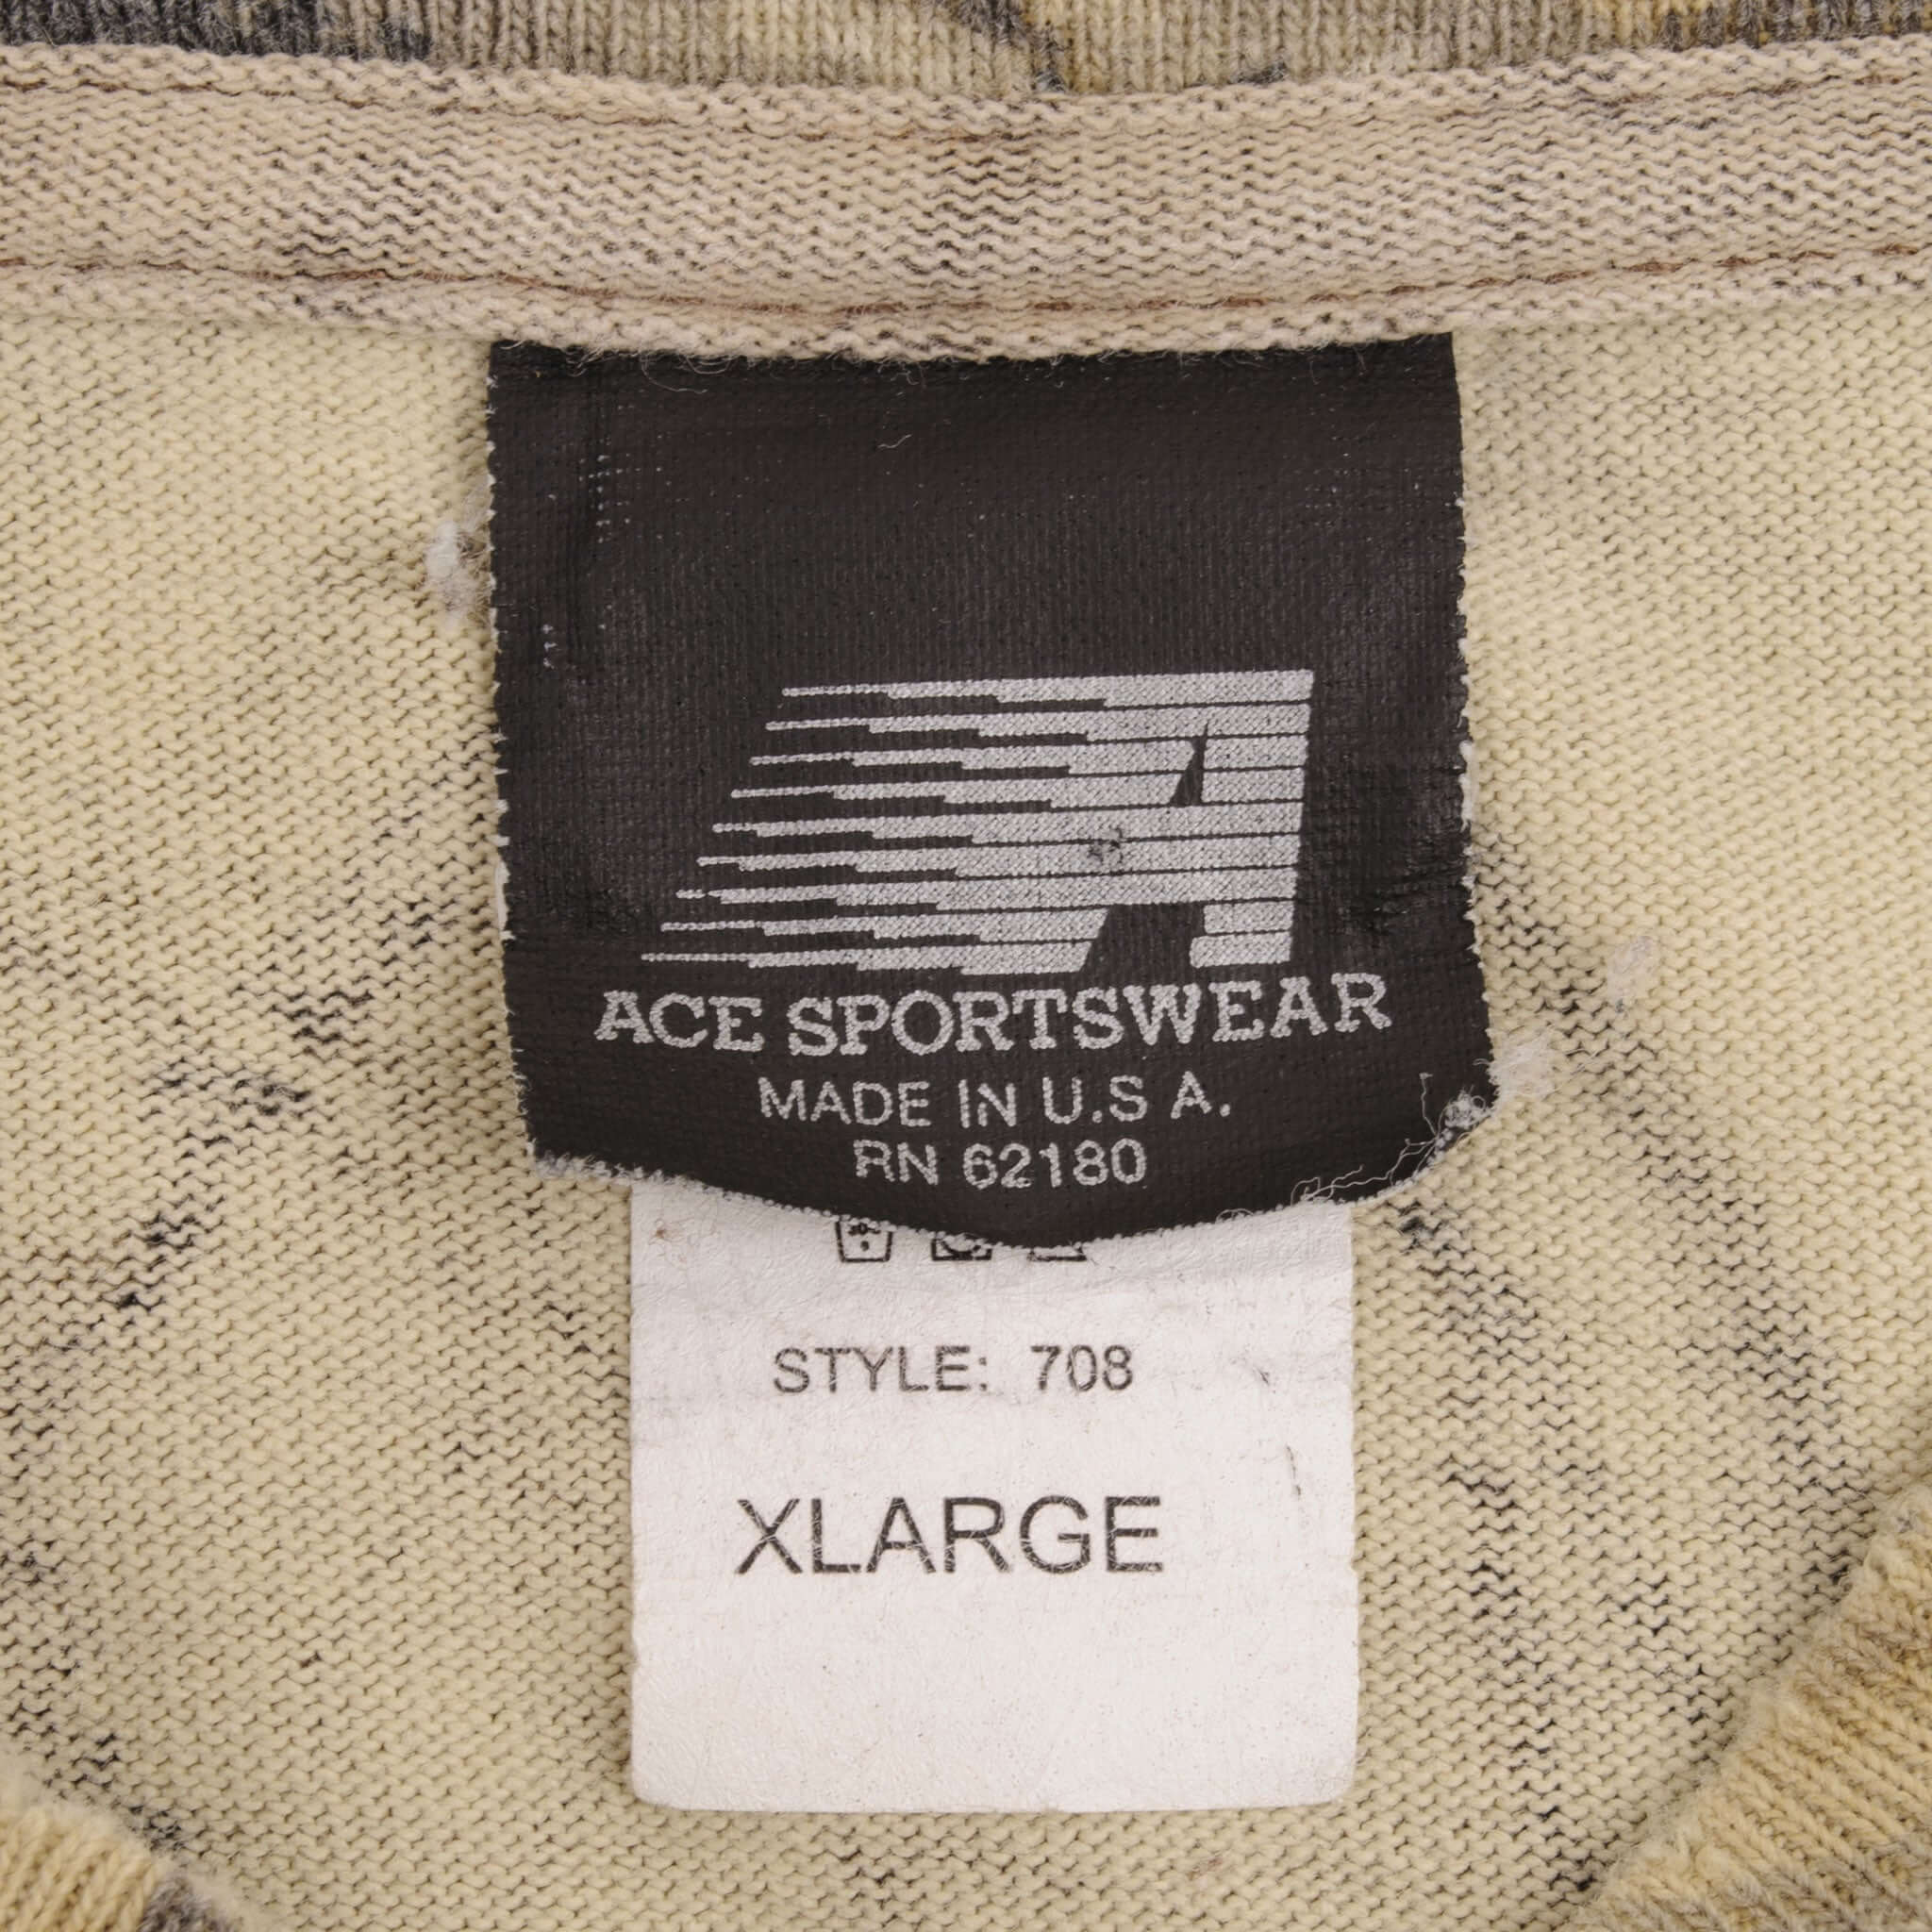 A
ACE SPORTSWEAR
MADE IN U.S A.
RN 62180
STYLE: 708
XLARGE